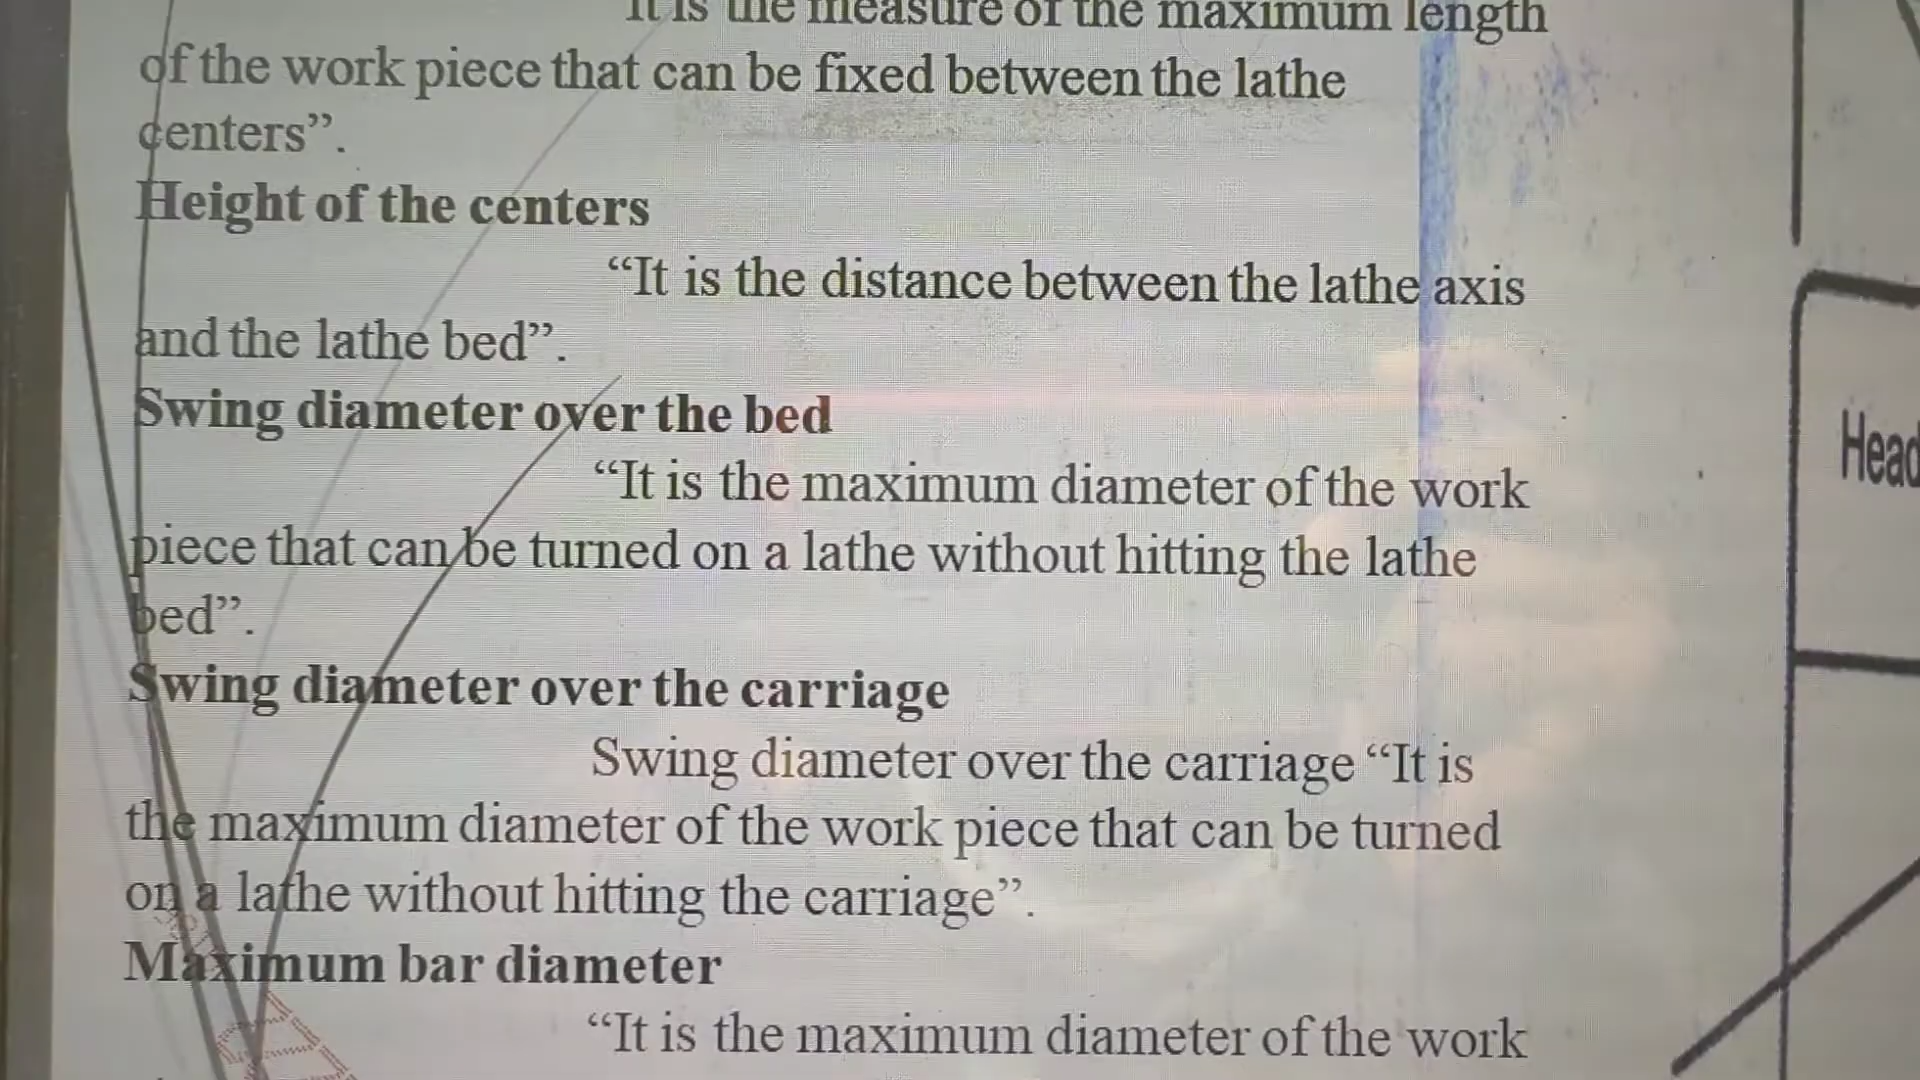 It is the measure of the maximum length
of the work piece that can be fixed between the lathe
centers”.
Height of the centers
“It is the distance between the lathe axis
and the lathe bed”.
Swing diameter over the bed
“It is the maximum diameter of the work
piece that can be turned on a lathe without hitting the lathe
bed”.
Swing diameter over the carriage
Swing diameter over the carriage “It is
the maximum diameter of the work piece that can be turned
on a lathe without hitting the carriage”.
Maximum bar diameter
“It is the maximum diameter of the work
Head